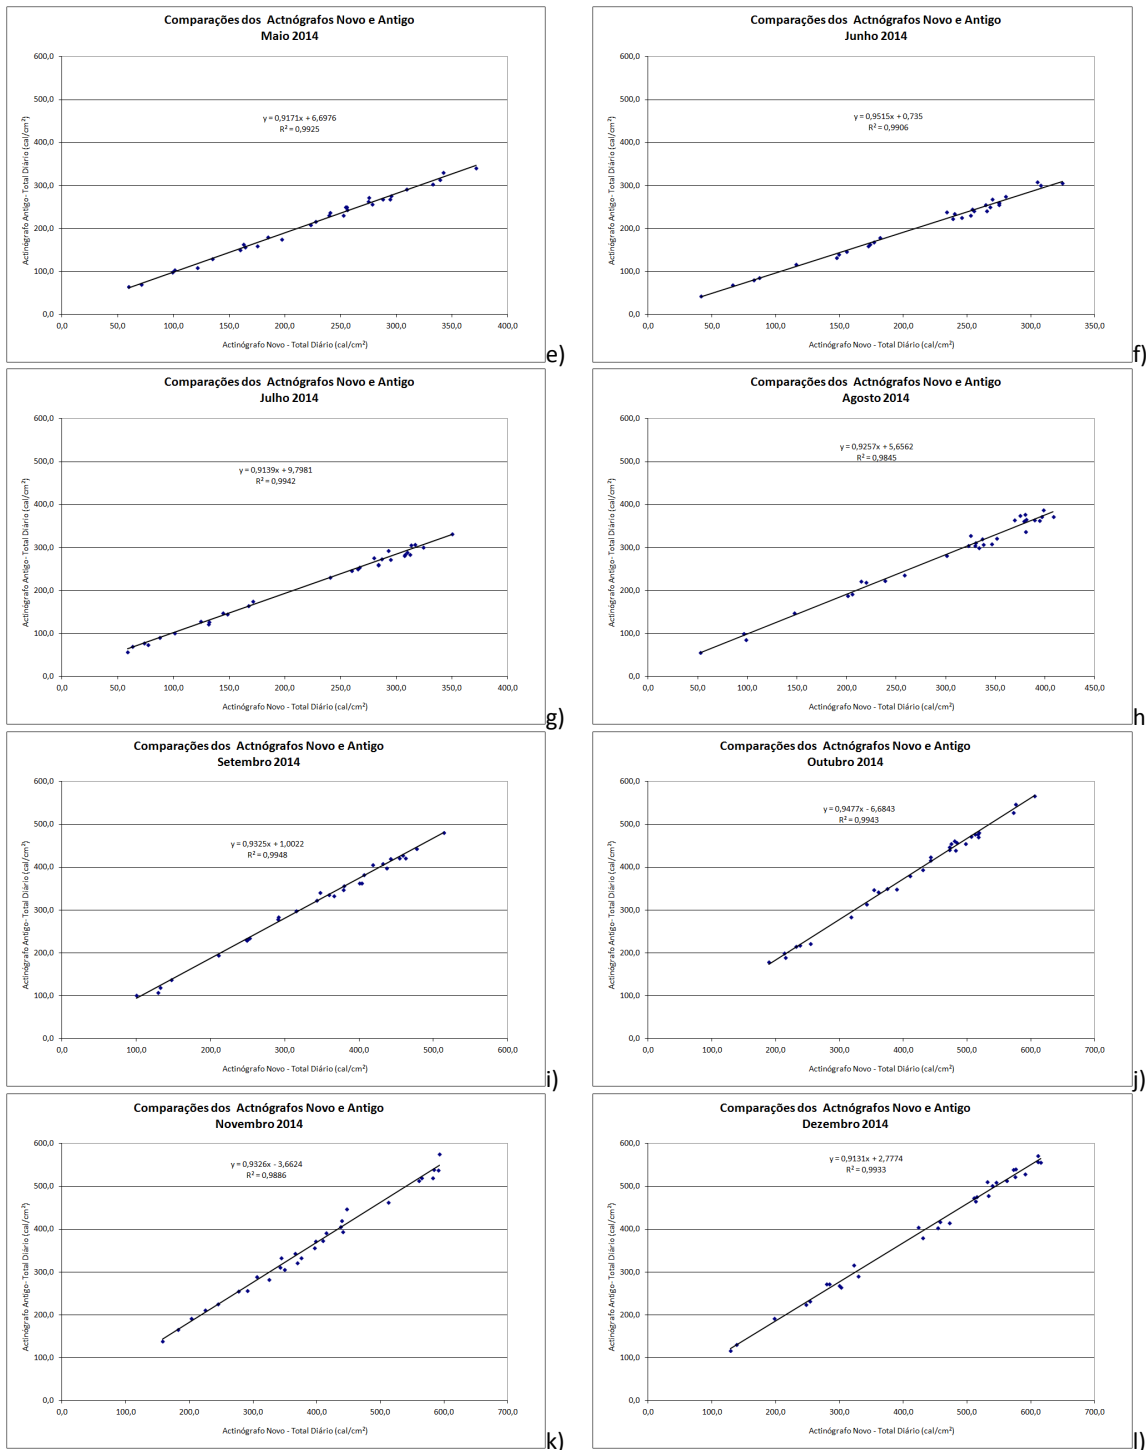 Comparações dos  Actnógrafos Novo e Antigo
Maio 2014
600,0
500,0
400,0
300,0
200,0
100,0
0,0
y = 0,9171x + 6,6976
R² = 0,9925
Actinógrafo Antigo- Total Diário (cal/cm²)
0,0 50,0 100,0 150,0 200,0 250,0 300,0 350,0 400,0
Actinógrafo Novo - Total Diário (cal/cm²)
e)
Comparações dos  Actnógrafos Novo e Antigo
Junho 2014
600,0
500,0
400,0
300,0
200,0
100,0
0,0
y = 0,9515x + 0,735
R² = 0,9906
Actinógrafo Antigo- Total Diário (cal/cm²)
0,0 50,0 100,0 150,0 200,0 250,0 300,0 350,0
Actinógrafo Novo - Total Diário (cal/cm²)
f)
Comparações dos  Actnógrafos Novo e Antigo
Julho 2014
600,0
500,0
400,0
300,0
200,0
100,0
0,0
y = 0,9139x + 9,7981
R² = 0,9942
Actinógrafo Antigo- Total Diário (cal/cm²)
0,0 50,0 100,0 150,0 200,0 250,0 300,0 350,0 400,0
Actinógrafo Novo - Total Diário (cal/cm²)
g)
Comparações dos  Actnógrafos Novo e Antigo
Agosto 2014
600,0
500,0
400,0
300,0
200,0
100,0
0,0
y = 0,9257x + 5,6562
R² = 0,9845
Actinógrafo Antigo- Total Diário (cal/cm²)
0,0 50,0 100,0 150,0 200,0 250,0 300,0 350,0 400,0 450,0
Actinógrafo Novo - Total Diário (cal/cm²)
h
Comparações dos  Actnógrafos Novo e Antigo
Setembro 2014
600,0
500,0
400,0
300,0
200,0
100,0
0,0
y = 0,9325x + 1,0022
R² = 0,9948
Actinógrafo Antigo- Total Diário (cal/cm²)
0,0 100,0 200,0 300,0 400,0 500,0 600,0
Actinógrafo Novo - Total Diário (cal/cm²)
i)
Comparações dos  Actnógrafos Novo e Antigo
Outubro 2014
600,0
500,0
400,0
300,0
200,0
100,0
0,0
y = 0,9477x - 6,6843
R² = 0,9943
Actinógrafo Antigo- Total Diário (cal/cm²)
0,0 100,0 200,0 300,0 400,0 500,0 600,0 700,0
Actinógrafo Novo - Total Diário (cal/cm²)
j)
Comparações dos  Actnógrafos Novo e Antigo
Novembro 2014
600,0
500,0
400,0
300,0
200,0
100,0
0,0
y = 0,9326x - 3,6624
R² = 0,9886
Actinógrafo Antigo- Total Diário (cal/cm²)
0,0 100,0 200,0 300,0 400,0 500,0 600,0 700,0
Actinógrafo Novo - Total Diário (cal/cm²)
k)
Comparações dos  Actnógrafos Novo e Antigo
Dezembro 2014
600,0
500,0
400,0
300,0
200,0
100,0
0,0
y = 0,9131x + 2,7774
R² = 0,9933
Actinógrafo Antigo- Total Diário (cal/cm²)
0,0 100,0 200,0 300,0 400,0 500,0 600,0 700,0
Actinógrafo Novo - Total Diário (cal/cm²)
l)